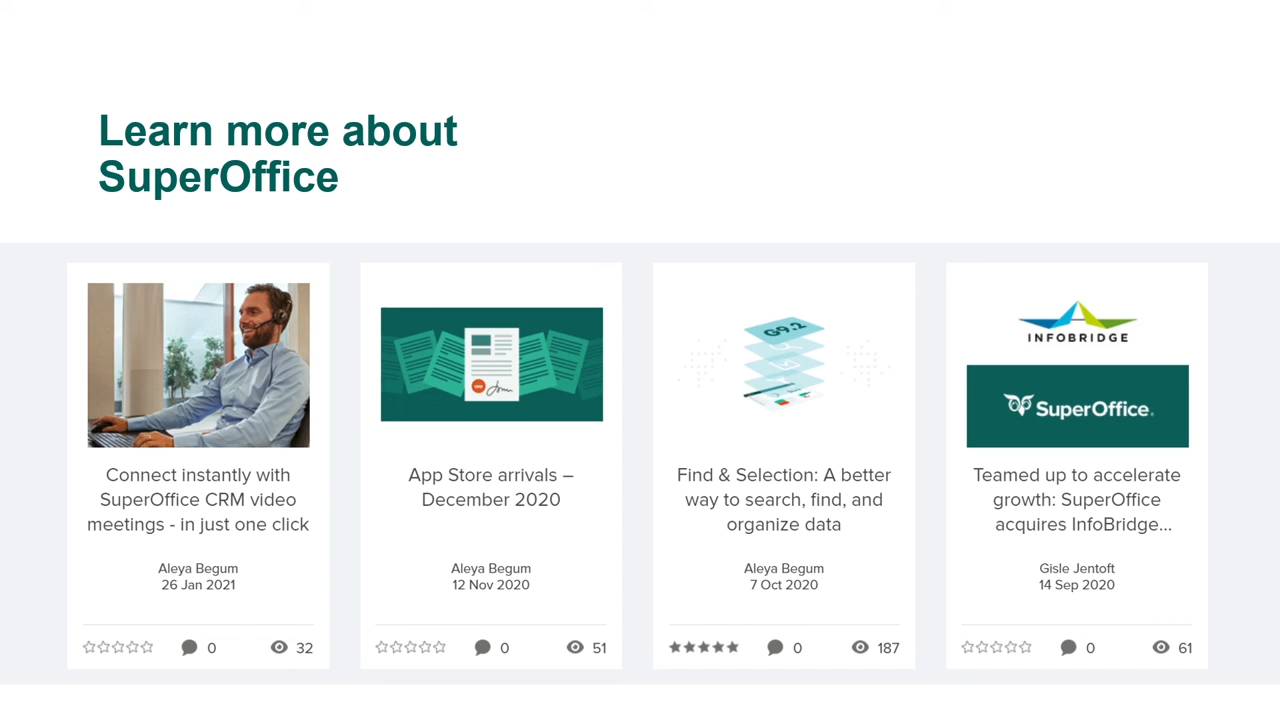 Learn more about
SuperOffice
Connect instantly with
SuperOffice CRM video
meetings - in just one click
Aleya Begum
26 Jan 2021
0
32
App Store arrivals –
December 2020
Aleya Begum
12 Nov 2020
0
51
G9.2
Find & Selection: A better
way to search, find, and
organize data
Aleya Begum
7 Oct 2020
0
187
INFOBRIDGE
SuperOffice.
Teamed up to accelerate
growth: SuperOffice
acquires InfoBridge...
Gisle Jentoft
14 Sep 2020
0
61